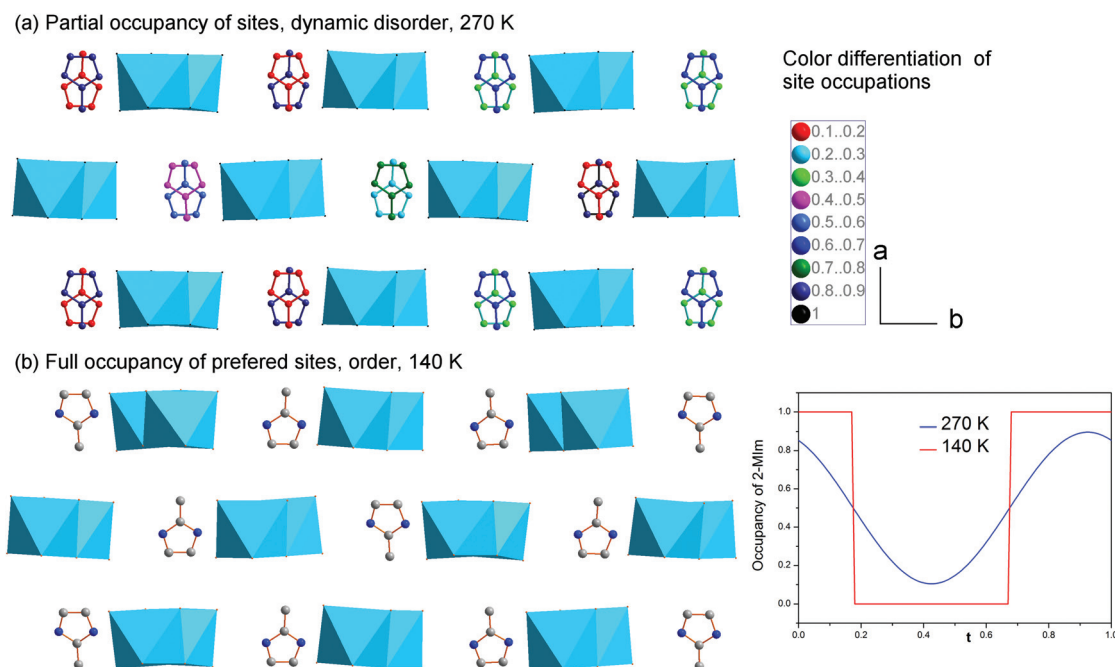 (a) Partial occupancy of sites, dynamic disorder, 270 K
Color differentiation of
site occupations
0.1..0.2
0.2..0.3
0.3..0.4
0.4..0.5
0.5..0.6
0.6..0.7
0.7..0.8
0.8..0.9
1
a
b
(b) Full occupancy of prefered sites, order, 140 K
Occupancy of 2-MIm
1.0
0.8
0.6
0.4
0.2
0.0
270 K
140 K
0.0 0.2 0.4 0.6 0.8 1.0
t